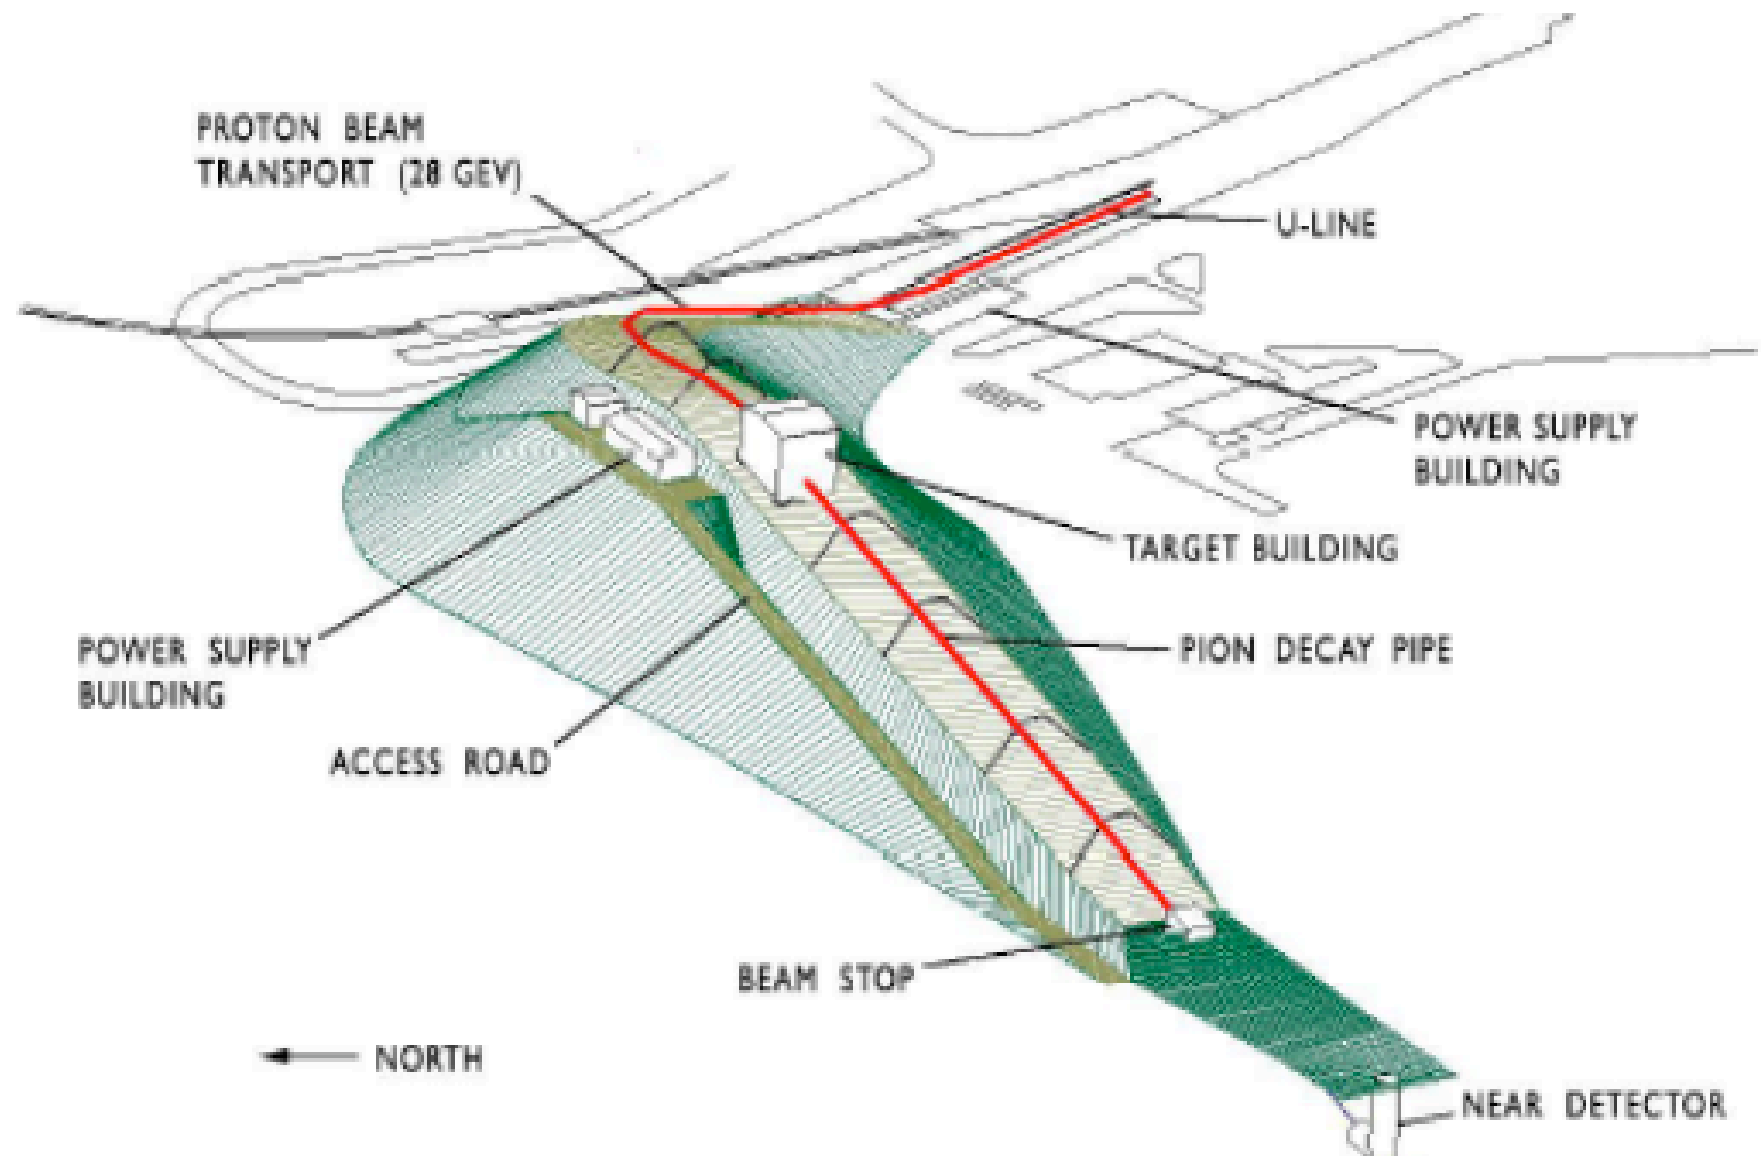 PROTON BEAM
TRANSPORT (28 GEV)
U-LINE
POWER SUPPLY
BUILDING
TARGET BUILDING
PION DECAY PIPE
POWER SUPPLY
BUILDING
ACCESS ROAD
BEAM STOP
NORTH
NEAR DETECTOR